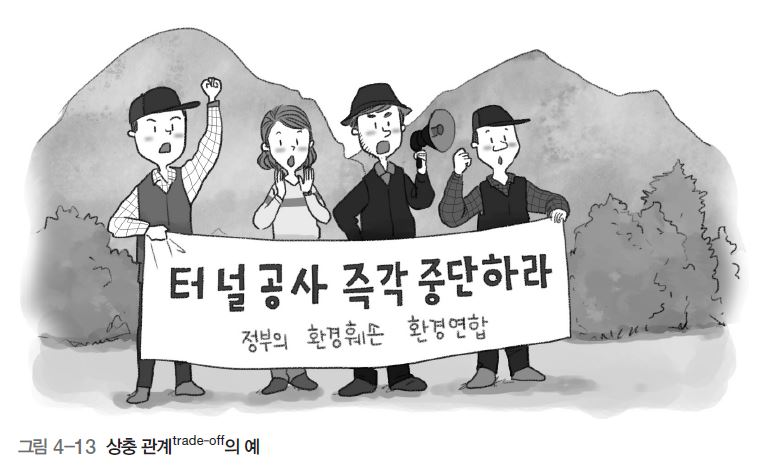 터널공사 즉각중단하라
정부의 환경훼손 환경연합
그림 4-13 상충 관계trade-off의 예